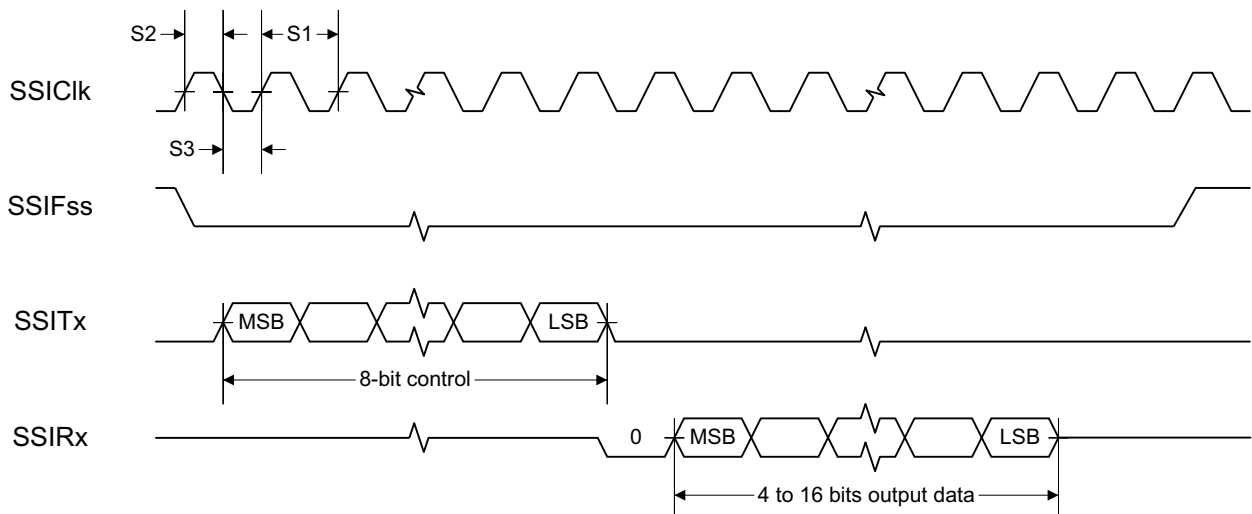 S2
S1
SSIClk
S3
SSIFss
SSITx
MSB
LSB
8-bit control
SSIRx
0
MSB
LSB
4 to 16 bits output data